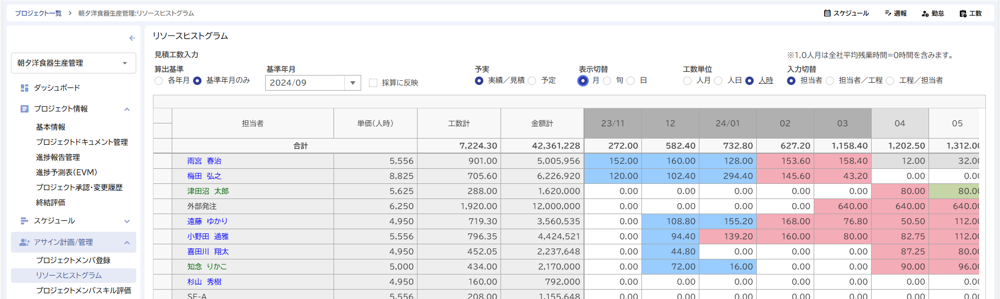 プロジェクト一覧 > 朝夕洋食器生産管理:リソースヒストグラム スケジュール 週報 勤怠 工数
リソースヒストグラム
見積工数入力 ※1.0人月は全社平均残業時間=0時間を含みます。
朝夕洋食器生産管理
算出基準 基準年月 予実 表示切替 工数単位 入力切替
各年月 基準年月のみ 2024/09 採算に反映 実績/見積 予定 月 旬 日 人月 人日 人時 担当者 担当者/工程 工程/担当者
ダッシュボード
プロジェクト情報
基本情報
プロジェクトドキュメント管理
進捗報告管理
進捗予測表(EVM)
プロジェクト承認・変更履歴
終結評価
スケジュール
アサイン計画/管理
プロジェクトメンバ登録
リソースヒストグラム
プロジェクトメンバスキル評価
担当者 単価(人時) 工数計 金額計 23/11 12 24/01 02 03 04 05
合計 7,224.30 42,361,228 272.00 582.40 732.80 627.20 1,158.40 1,202.50 1,312.00
雨宮 春治 5,556 901.00 5,005,956 152.00 160.00 128.00 153.60 158.40 12.00 32.00
梅田 弘之 8,825 705.60 6,226,920 120.00 102.40 294.40 145.60 43.20 0.00 0.00
津田沼 太郎 5,625 288.00 1,620,000 0.00 0.00 0.00 0.00 0.00 80.00 80.00
外部発注 6,250 1,920.00 12,000,000 0.00 0.00 0.00 0.00 640.00 640.00 640.00
遠藤 ゆかり 4,950 719.30 3,560,535 0.00 108.80 155.20 168.00 76.80 50.50 112.00
小野田 通雅 5,556 796.35 4,424,521 0.00 94.40 139.20 160.00 80.00 82.75 112.00
喜田川 翔太 4,950 452.05 2,237,648 0.00 44.80 0.00 0.00 0.00 87.25 80.00
知念 りかこ 5,000 434.00 2,170,000 0.00 72.00 16.00 0.00 0.00 90.00 96.00
杉山 秀樹 4,950 160.00 792,000 0.00 0.00 0.00 0.00 0.00 0.00 0.00
SE-A 5,556 208.00 1,155,648 0.00 0.00 0.00 0.00 0.00 0.00 0.00